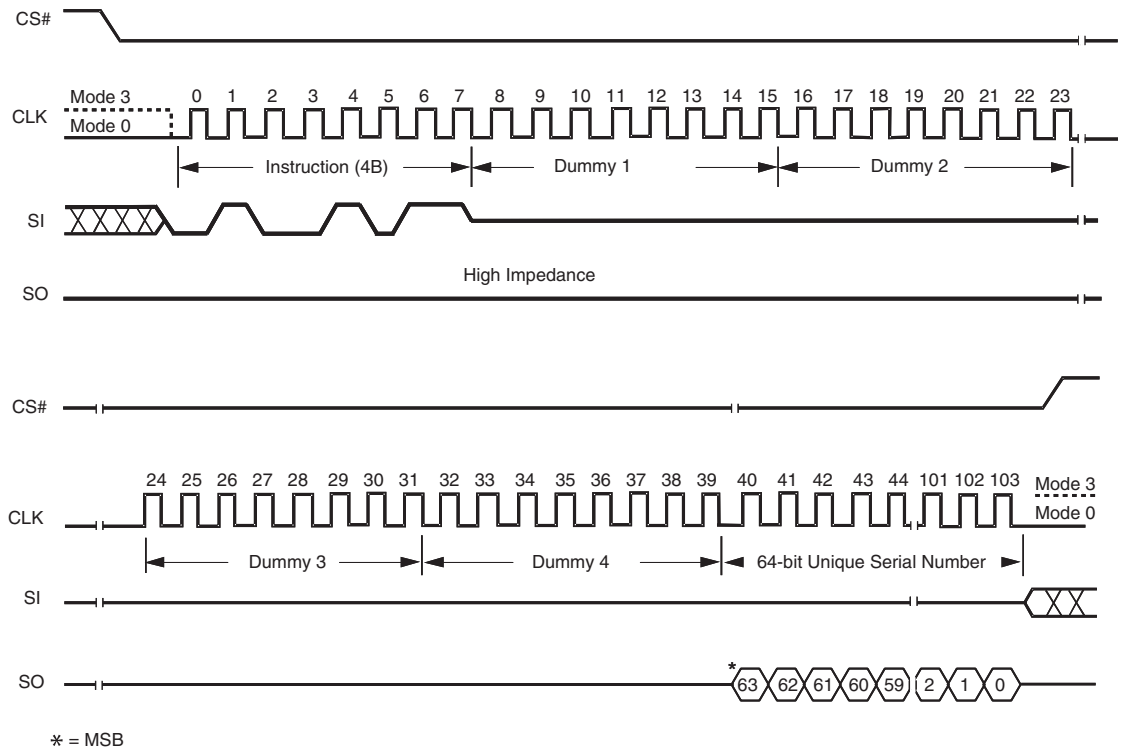 CS#
Mode 3
CLK
Mode 0
0 1 2 3 4 5 6 7 8 9 10 11 12 13 14 15 16 17 18 19 20 21 22 23
Instruction (4B) Dummy 1 Dummy 2
SI
High Impedance
SO
CS#
24 25 26 27 28 29 30 31 32 33 34 35 36 37 38 39 40 41 42 43 44 101 102 103
Mode 3
CLK
Mode 0
Dummy 3 Dummy 4 64-bit Unique Serial Number
SI
*
SO 63 62 61 60 59 2 1 0
* = MSB